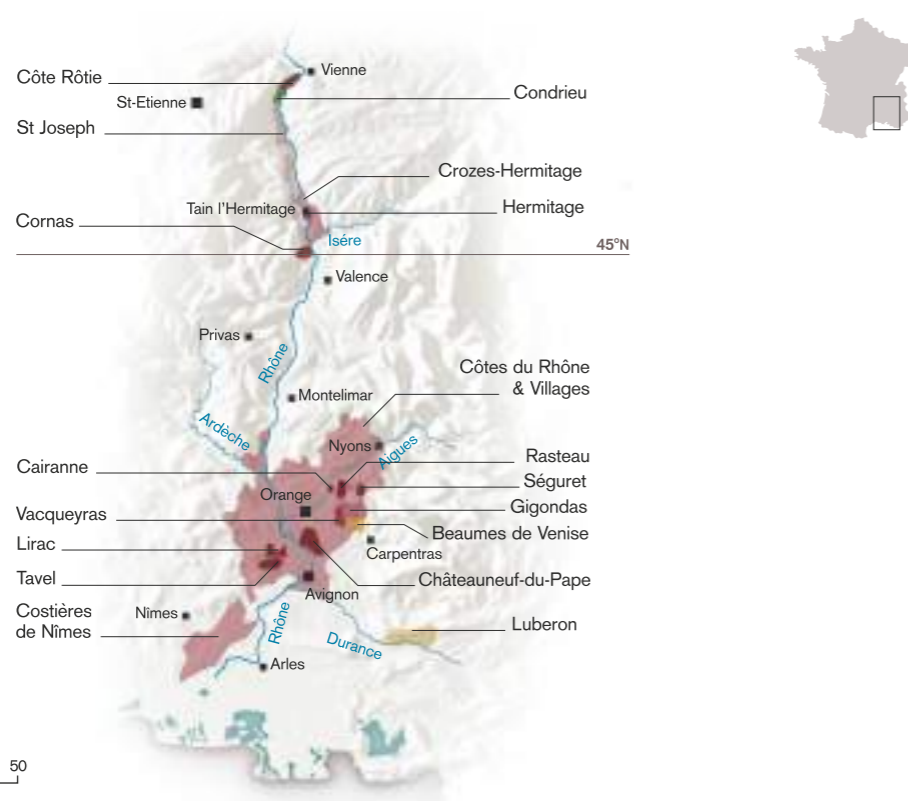 Vienne
Côte Rôtie
Condrieu
St-Etienne
St Joseph
Crozes-Hermitage
Tain l'Hermitage
Hermitage
Cornas
Isére
45°N
Valence
Privas
Rhône
Côtes du Rhône
& Villages
Montelimar
Ardèche
Nyons
Aigues
Rasteau
Cairanne
Séguret
Orange
Gigondas
Vacqueyras
Beaumes de Venise
Lirac
Carpentras
Tavel
Châteauneuf-du-Pape
Avignon
Costières
de Nîmes
Nîmes
Rhône
Durance
Luberon
Arles
50